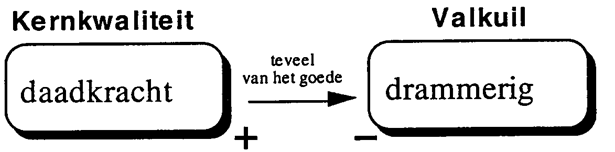 Kernkwaliteit
Valkuil
daadkracht
teveel
van het goede
drammerig
+
−